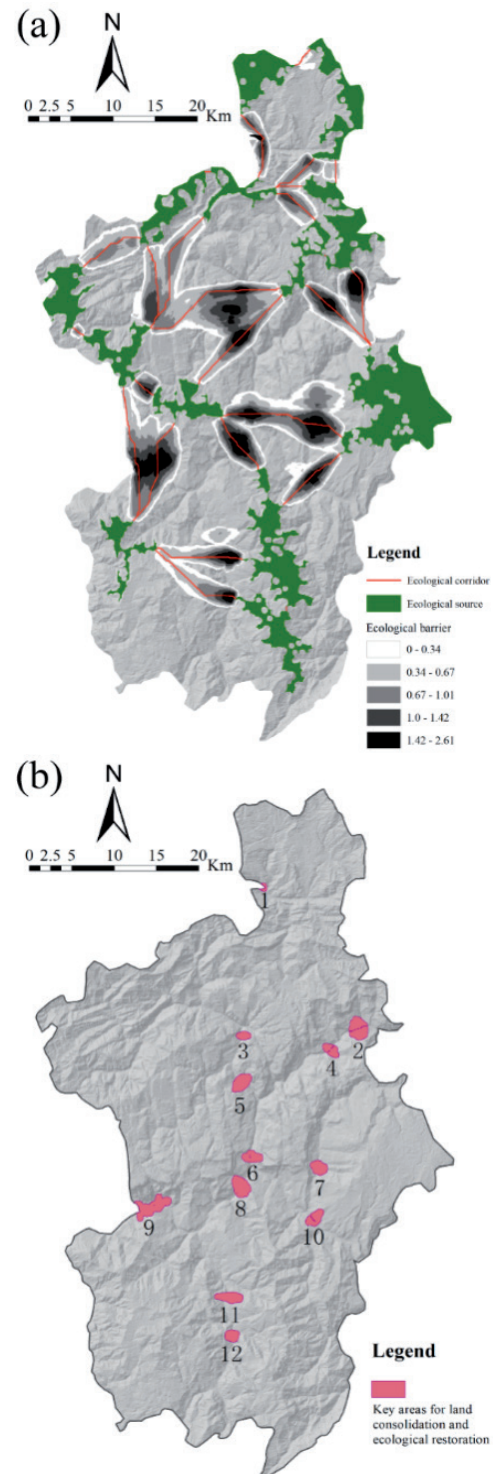 (a)
N
0 2.5 5 10 15 20
Km
Legend
Ecological corridor
Ecological source
Ecological barrier
0 - 0.34
0.34 - 0.67
0.67 - 1.01
1.0 - 1.42
1.42 - 2.61
(b)
N
0 2.5 5 10 15 20
Km
1
2
3
4
5
6
7
8
9
10
11
12
Legend
Key areas for land
consolidation and
ecological restoration